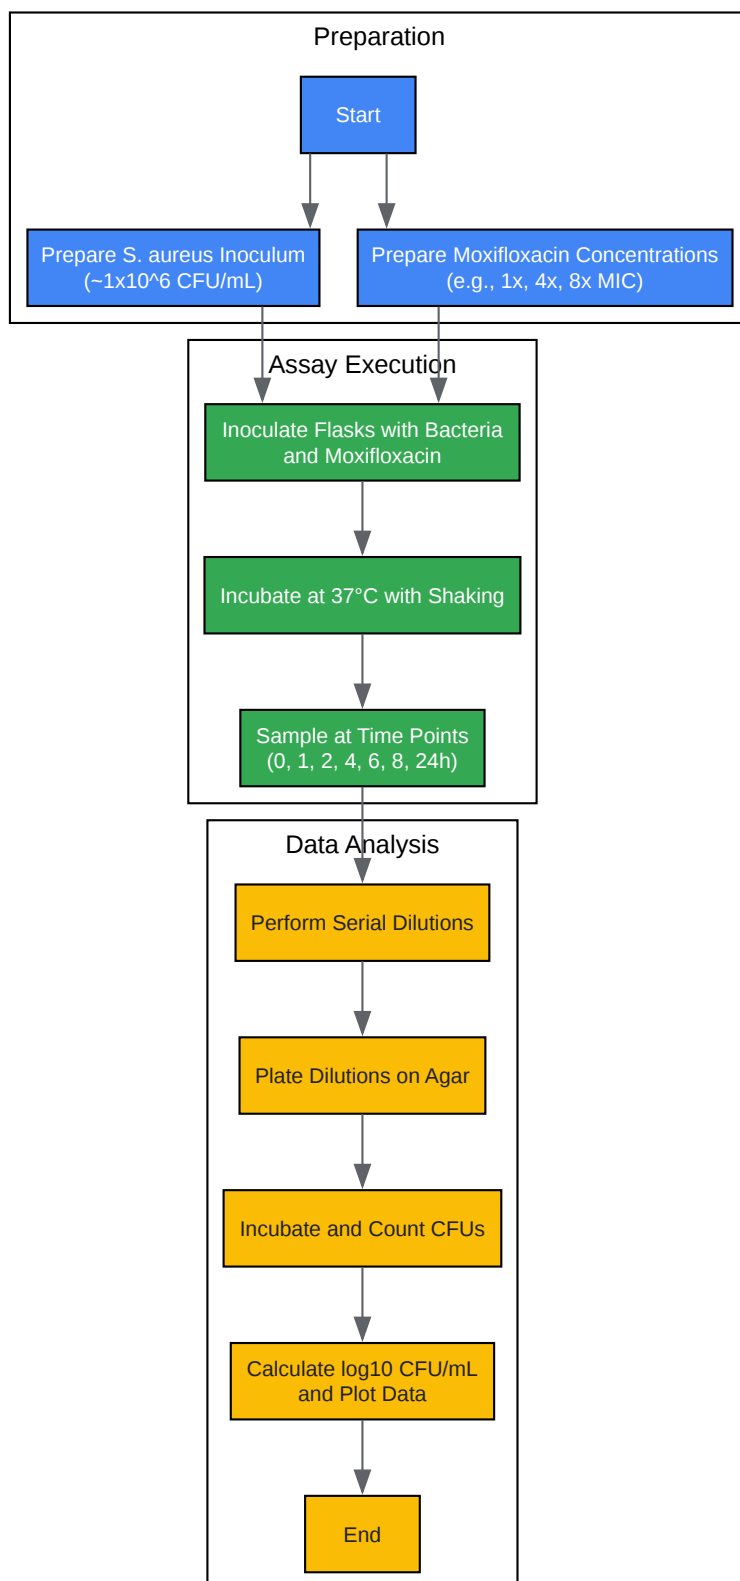 Preparation
Start
Prepare S. aureus Inoculum
(~1x10^6 CFU/mL)
Prepare Moxifloxacin Concentrations
(e.g., 1x, 4x, 8x MIC)
Assay Execution
Inoculate Flasks with Bacteria
and Moxifloxacin
Incubate at 37°C with Shaking
Sample at Time Points
(0, 1, 2, 4, 6, 8, 24h)
Data Analysis
Perform Serial Dilutions
Plate Dilutions on Agar
Incubate and Count CFUs
Calculate log10 CFU/mL
and Plot Data
End